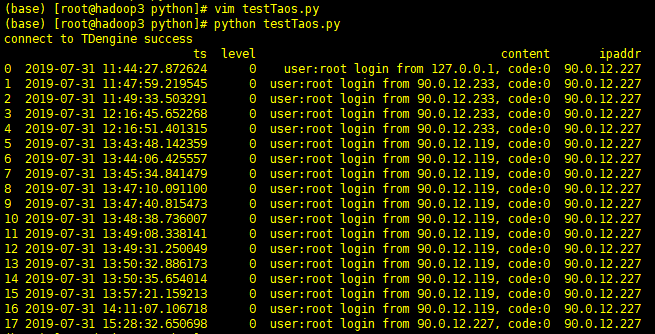 (base) [root@hadoop3 python]# vim testTaos.py
(base) [root@hadoop3 python]# python testTaos.py
connect to TDengine success
ts level content ipaddr
0 2019-07-31 11:44:27.872624 0 user:root login from 127.0.0.1, code:0 90.0.12.227
1 2019-07-31 11:47:59.219545 0 user:root login from 90.0.12.233, code:0 90.0.12.227
2 2019-07-31 11:49:33.503291 0 user:root login from 90.0.12.233, code:0 90.0.12.227
3 2019-07-31 12:16:45.652268 0 user:root login from 90.0.12.233, code:0 90.0.12.227
4 2019-07-31 12:16:51.401315 0 user:root login from 90.0.12.233, code:0 90.0.12.227
5 2019-07-31 13:43:48.142359 0 user:root login from 90.0.12.119, code:0 90.0.12.227
6 2019-07-31 13:44:06.425557 0 user:root login from 90.0.12.119, code:0 90.0.12.227
7 2019-07-31 13:45:34.841479 0 user:root login from 90.0.12.119, code:0 90.0.12.227
8 2019-07-31 13:47:10.091100 0 user:root login from 90.0.12.119, code:0 90.0.12.227
9 2019-07-31 13:47:40.815473 0 user:root login from 90.0.12.119, code:0 90.0.12.227
10 2019-07-31 13:48:38.736007 0 user:root login from 90.0.12.119, code:0 90.0.12.227
11 2019-07-31 13:49:08.338141 0 user:root login from 90.0.12.119, code:0 90.0.12.227
12 2019-07-31 13:49:31.250049 0 user:root login from 90.0.12.119, code:0 90.0.12.227
13 2019-07-31 13:50:32.886173 0 user:root login from 90.0.12.119, code:0 90.0.12.227
14 2019-07-31 13:50:35.654014 0 user:root login from 90.0.12.119, code:0 90.0.12.227
15 2019-07-31 13:57:21.159213 0 user:root login from 90.0.12.119, code:0 90.0.12.227
16 2019-07-31 14:11:07.106718 0 user:root login from 90.0.12.119, code:0 90.0.12.227
17 2019-07-31 15:28:32.650698 0 user:root login from 90.0.12.227, code:0 90.0.12.227